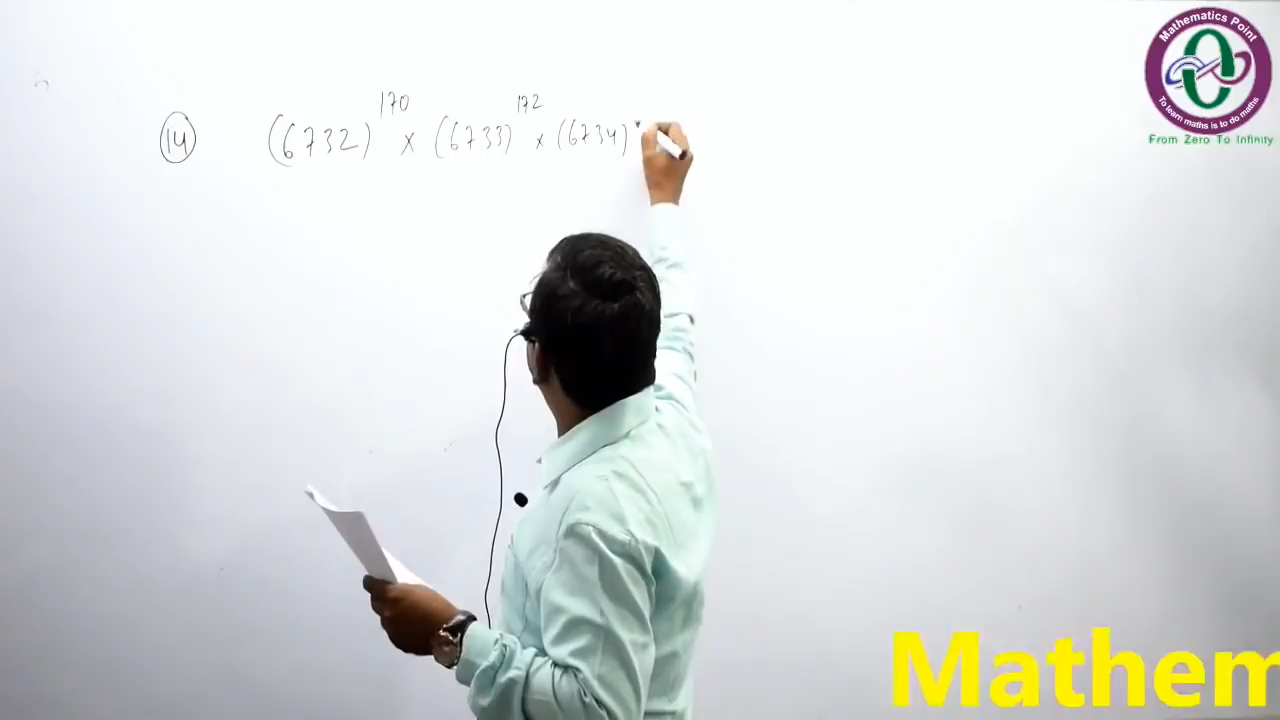 (14) (6732)^170 × (673 ^172 × (6734)
Mathematics Point
To learn maths is to do maths
From Zero To Infinity
Mathem